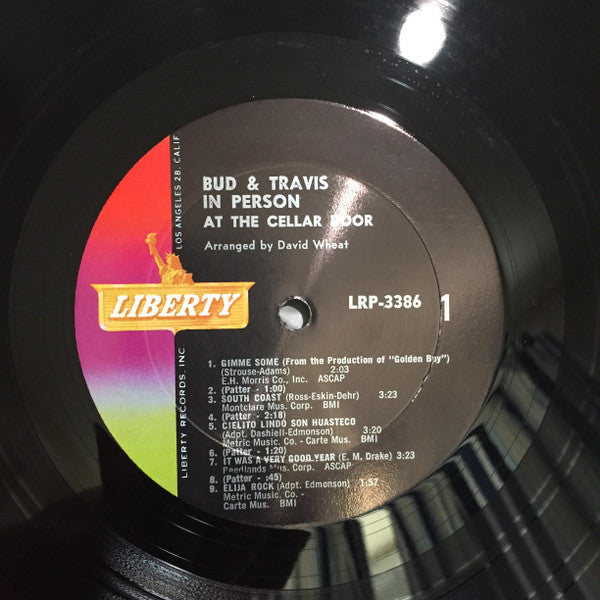 BUD & TRAVIS
IN PERSON
AT THE CELLAR DOOR
Arranged by David Wheat
LOS ANGELES 28, CALIF
LIBERTY
LRP-3386 1
LIBERTY RECORDS, INC.
1. GIMME SOME (From the Production of "Golden Boy")
(Strouse-Adams) 2:03
E.H. Morris Co., Inc. ASCAP
2. (Patter - 1:00)
3. SOUTH COAST (Ross-Eskin-Dehr) 3:23
Montclare Mus. Corp. BMI
4. (Patter - 2:18)
5. CIELITO LINDO SON HUASTECO
(Adpt. Dashiell-Edmonson) 3:20
Metric Music. Co. - Carte Mus. BMI
6. (Patter - 1:20)
7. IT WAS A VERY GOOD YEAR (E. M. Drake) 3:23
Reedlands Mus. Corp. ASCAP
8. (Patter - :45)
9. ELIJA ROCK (Adpt. Edmonson) 1:57
Metric Music. Co. -
Carte Mus. BMI